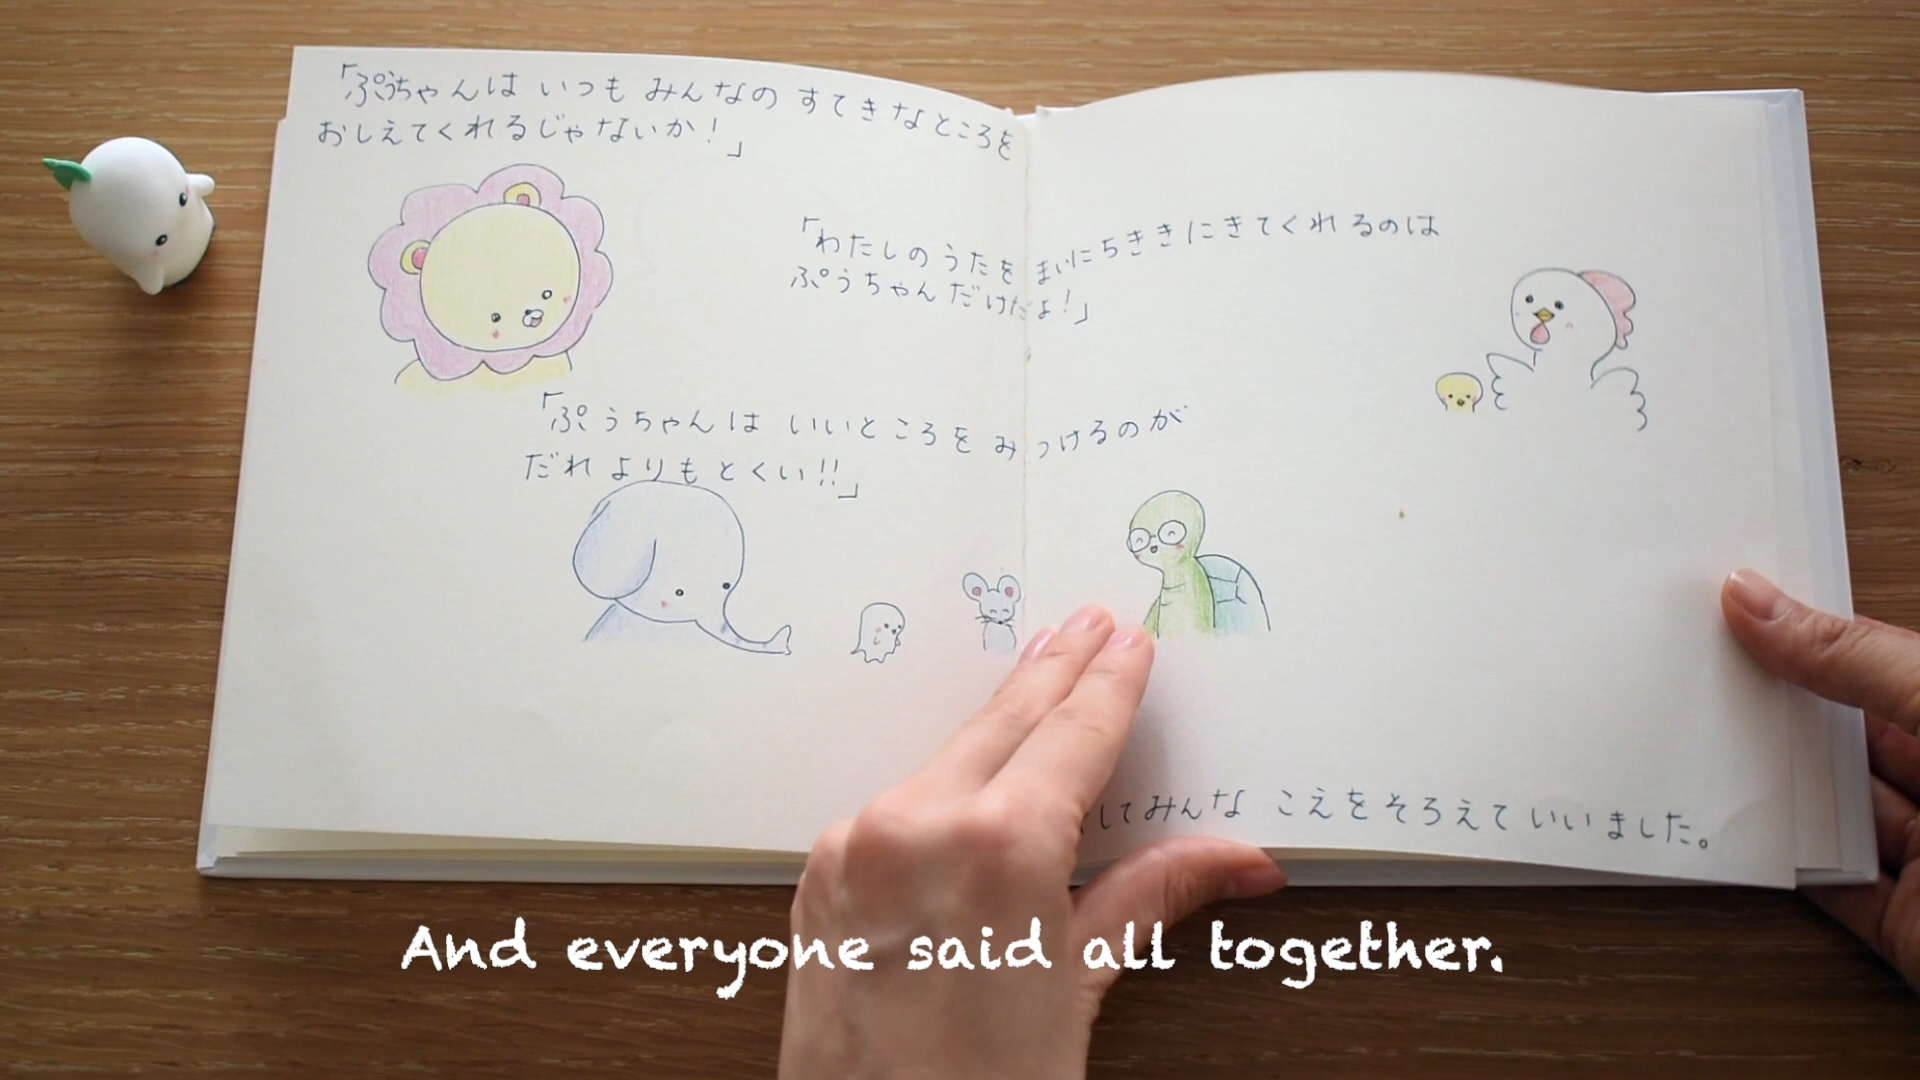 「ぷうちゃんは いつも みんなの すてきなところを
おしえてくれるじゃないか！」
「わたしのうたを まいにちききにきてくれるのは
ぷうちゃんだけだよ！」
「ぷうちゃんは いいところを みつけるのが
だれよりもとくい!!」
してみんな こえをそろえていいました。
And everyone said all together.